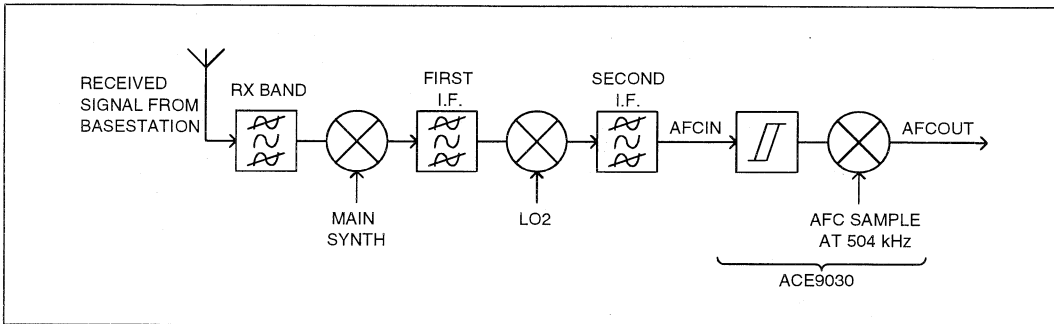 RECEIVED
SIGNAL FROM
BASESTATION
RX BAND
FIRST
I.F.
SECOND
I.F.
AFCIN
AFCOUT
MAIN
SYNTH
LO2
AFC SAMPLE
AT 504 kHz
ACE9030